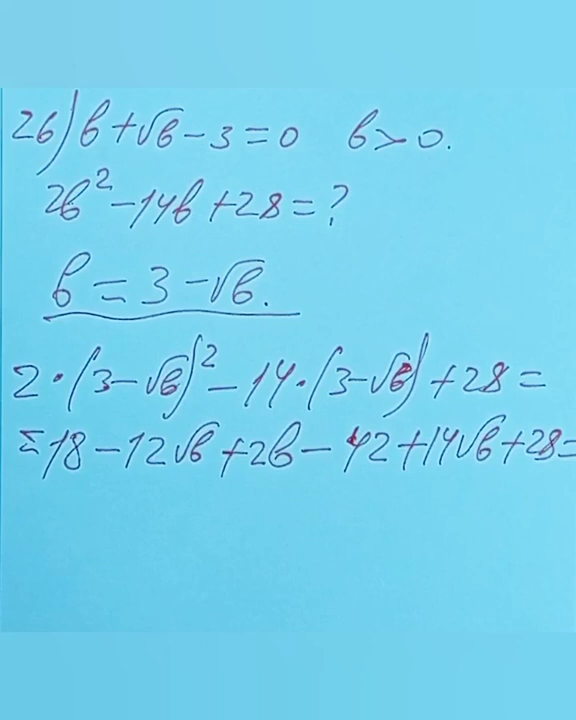 26) в + √в - 3 = 0 в > 0.
2в² - 14в + 28 = ?
в = 3 - √в.
2 · (3 - √в)² - 14 · (3 - √в) + 28 =
= 18 - 12√в + 2в - 42 + 14√в + 28 =